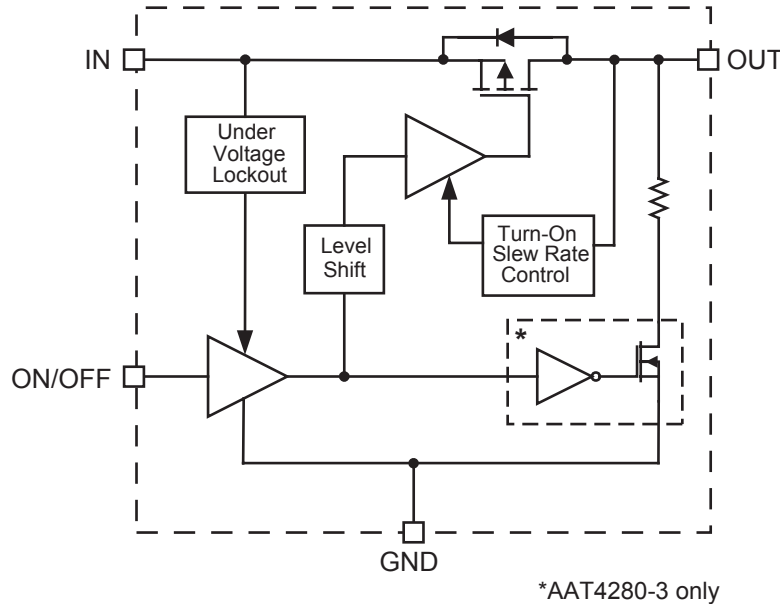 IN
OUT
Under
Voltage
Lockout
Level
Shift
Turn-On
Slew Rate
Control
*
ON/OFF
GND
*AAT4280-3 only